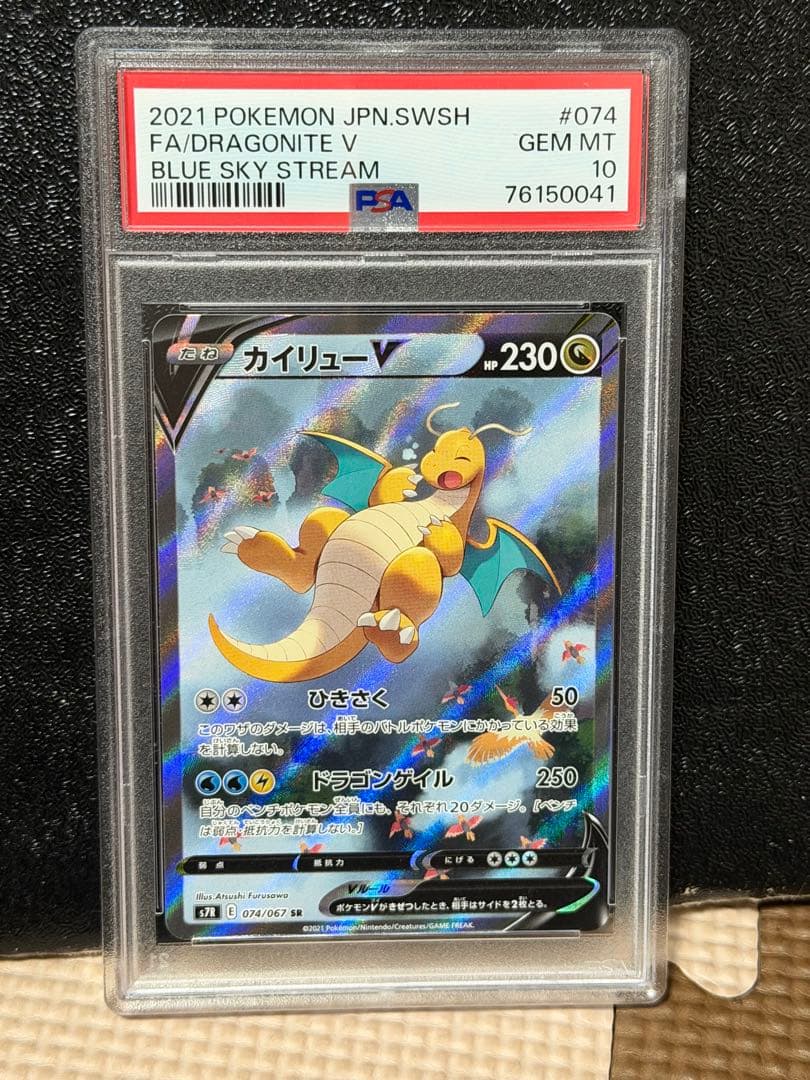 2021 POKEMON JPN.SWSH #074
FA/DRAGONITE V GEM MT
BLUE SKY STREAM 10
PSA 76150041
たね カイリューV HP 230
ひきさく 50
このワザのダメージは、相手のバトルポケモンにかかっている効果
を計算しない。
ドラゴンゲイル 250
自分のベンチポケモン全員にも、それぞれ20ダメージ。[ベンチ
は弱点・抵抗力を計算しない。]
弱点 抵抗力 にげる
Vルール
ポケモンVがきぜつしたとき、相手はサイドを2枚とる。
Illus. Atsushi Furusawa
s7R E 074/067 SR
©2021 Pokémon/Nintendo/Creatures/GAME FREAK.